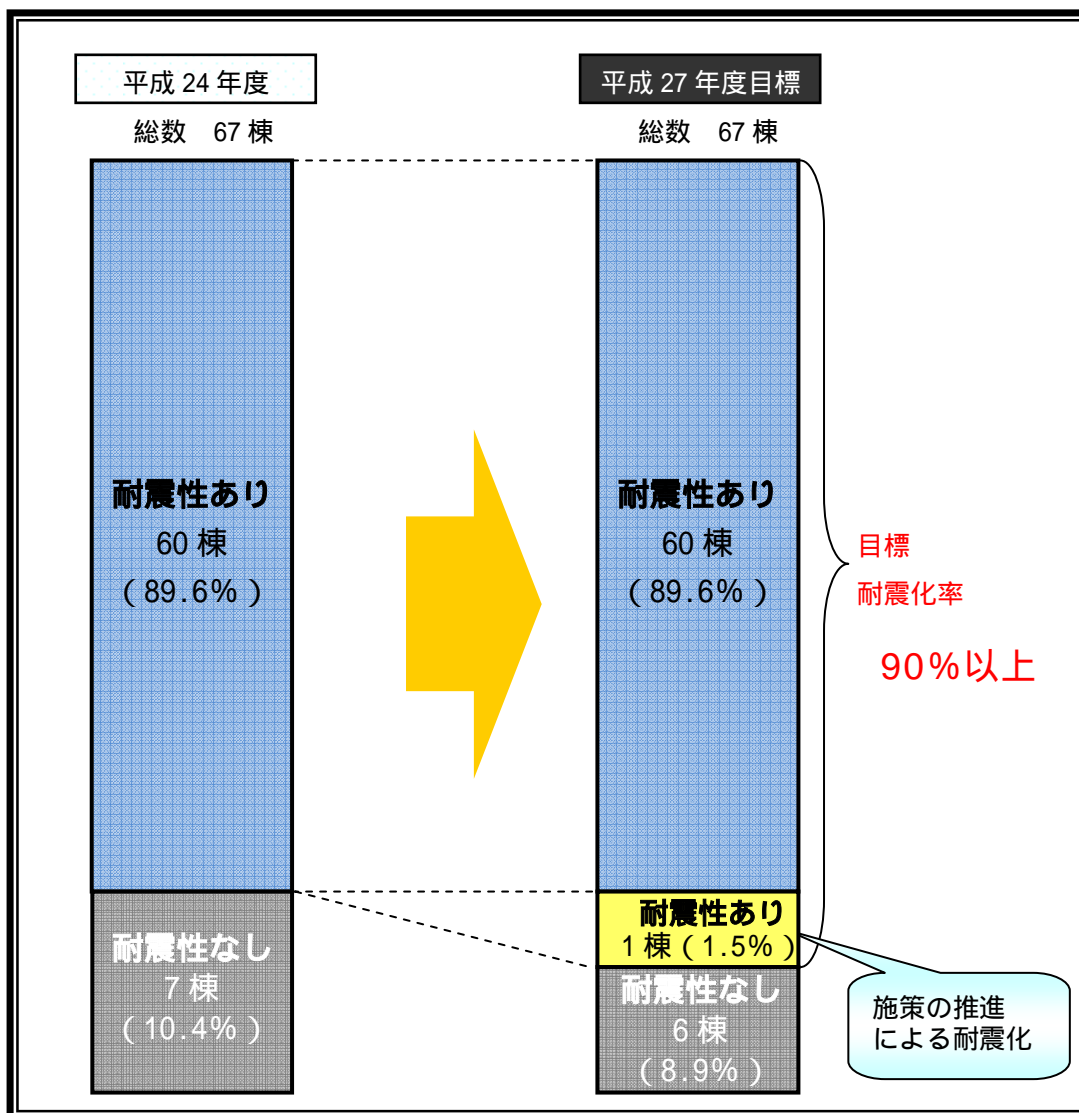 平成 24 年度
総数　67 棟
耐震性あり
60 棟
（89.6%）
耐震性なし
7 棟
（10.4%）
平成 27 年度目標
総数　67 棟
耐震性あり
60 棟
（89.6%）
耐震性あり
1 棟（1.5%）
耐震性なし
6 棟
（8.9%）
目標
耐震化率
90%以上
施策の推進
による耐震化